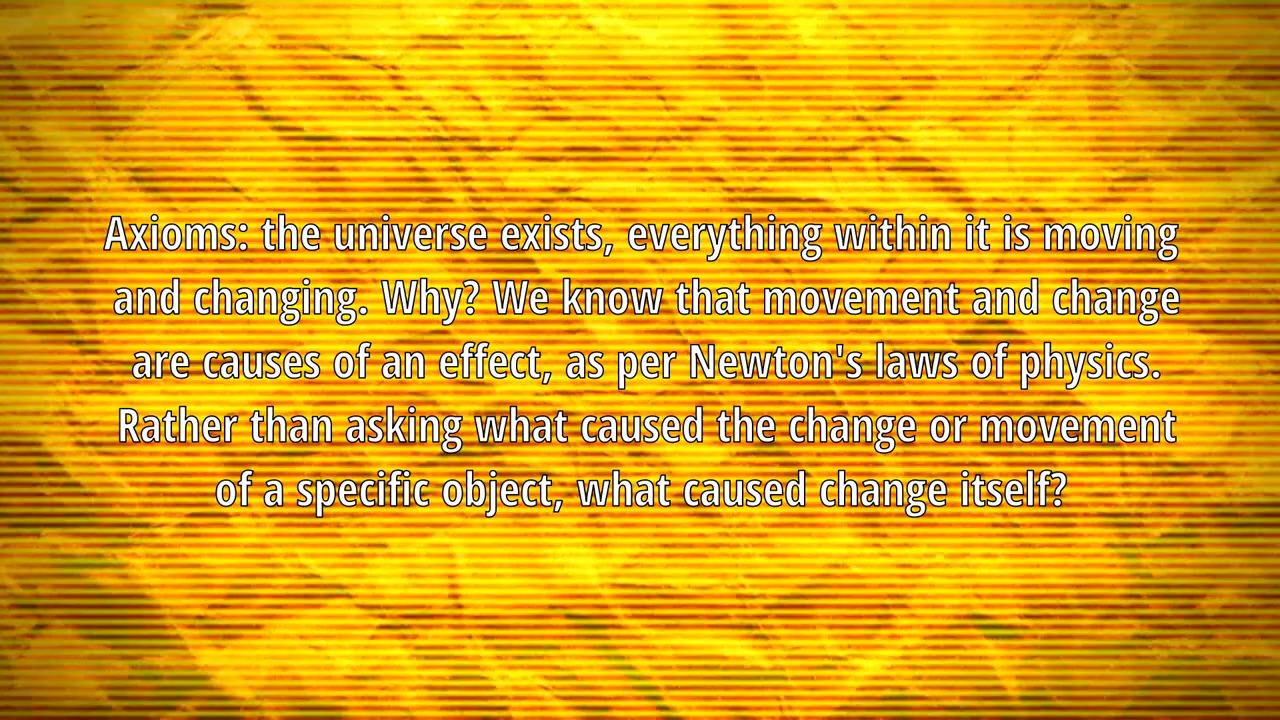 Axioms: the universe exists, everything within it is moving
and changing. Why? We know that movement and change
are causes of an effect, as per Newton's laws of physics.
Rather than asking what caused the change or movement
of a specific object, what caused change itself?